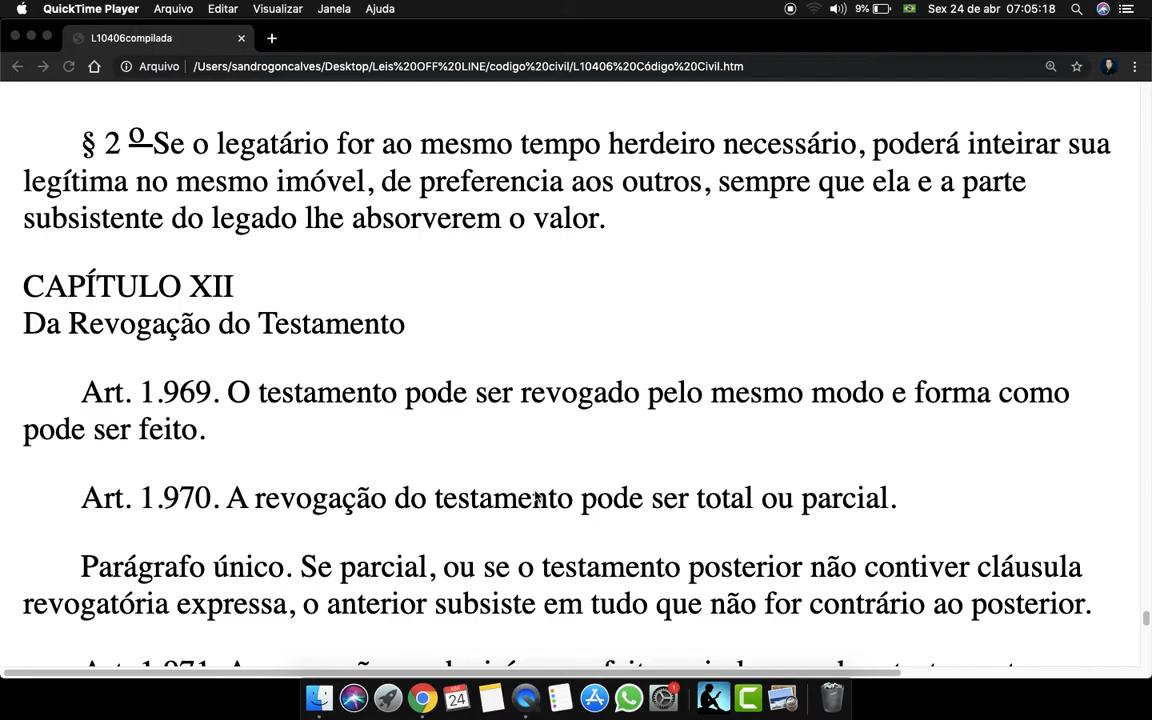 QuickTime Player Arquivo Editar Visualizar Janela Ajuda 9% Sex 24 de abr 07:05:18
L10406compilada
Arquivo /Users/sandrogoncalves/Desktop/Leis%20OFF%20LINE/codigo%20civil/L10406%20Código%20Civil.htm
§ 2 o Se o legatário for ao mesmo tempo herdeiro necessário, poderá inteirar sua
legítima no mesmo imóvel, de preferencia aos outros, sempre que ela e a parte
subsistente do legado lhe absorverem o valor.
CAPÍTULO XII
Da Revogação do Testamento
Art. 1.969. O testamento pode ser revogado pelo mesmo modo e forma como
pode ser feito.
Art. 1.970. A revogação do testamento pode ser total ou parcial.
Parágrafo único. Se parcial, ou se o testamento posterior não contiver cláusula
revogatória expressa, o anterior subsiste em tudo que não for contrário ao posterior.
ABR
24
1